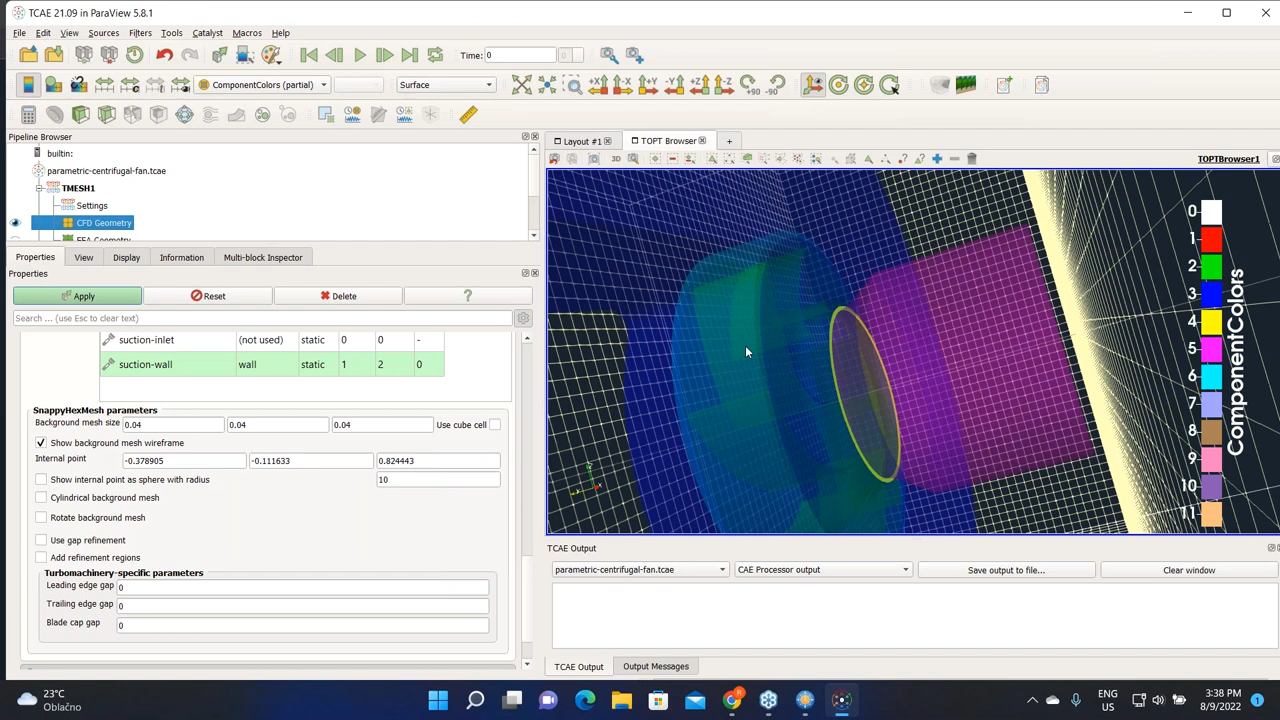 TCAE 21.09 in ParaView 5.8.1
File Edit View Sources Filters Tools Catalyst Macros Help
Time: 0 0
ComponentColors (partial) Surface
+X -X +Y -Y +Z -Z +90 -90
Pipeline Browser
Layout #1 TOPT Browser +
builtin:
3D TOPTBrowser1
parametric-centrifugal-fan.tcae
TMESH1
Settings
CFD Geometry
FEA Geometry
Properties View Display Information Multi-block Inspector
Properties
Apply Reset Delete ?
Search ... (use Esc to clear text)
suction-inlet (not used) static 0 0 -
suction-wall wall static 1 2 0
SnappyHexMesh parameters
Background mesh size 0.04 0.04 0.04 Use cube cell
Show background mesh wireframe
Internal point -0.378905 -0.111633 0.824443
Show internal point as sphere with radius 10
Cylindrical background mesh
Rotate background mesh
Use gap refinement
Add refinement regions
Turbomachinery-specific parameters
Leading edge gap 0
Trailing edge gap 0
Blade cap gap 0
0
1
2
3
4
5
6
7
8
9
10
11
ComponentColors
TCAE Output
parametric-centrifugal-fan.tcae CAE Processor output Save output to file... Clear window
TCAE Output Output Messages
23°C
Oblačno
ENG
US
3:38 PM
8/9/2022
1